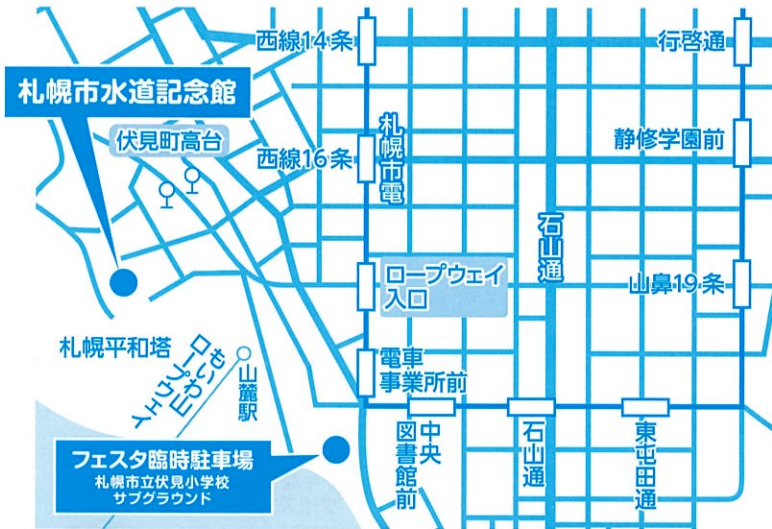 西線14条
行啓通
札幌市水道記念館
伏見町高台
西線16条
札幌市電
静修学園前
石山通
ロープウェイ
入口
山鼻19条
札幌平和塔
もいわ山
ロープウェイ
山麓駅
電車
事業所前
中央
図書館前
石山通
東屯田通
フェスタ臨時駐車場
札幌市立伏見小学校
サブグラウンド